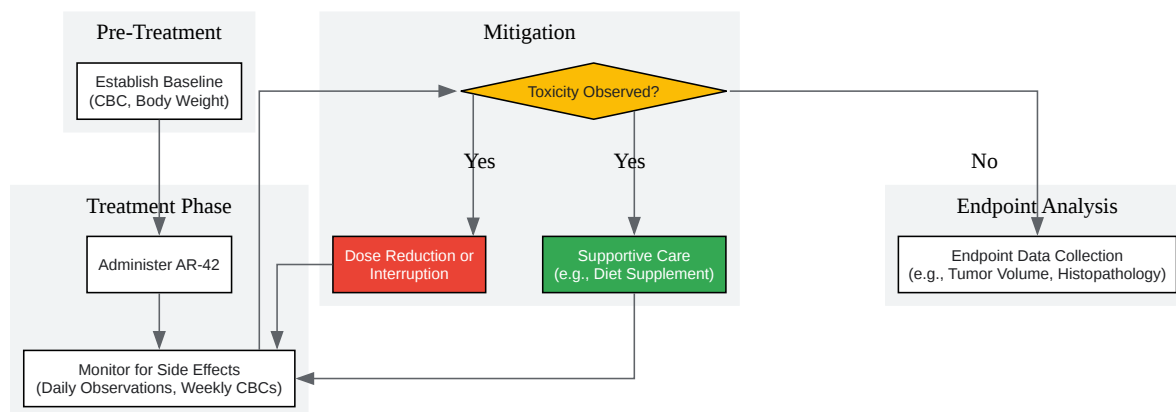 Pre-Treatment
Establish Baseline
(CBC, Body Weight)
Mitigation
Toxicity Observed?
Yes
Yes
No
Treatment Phase
Administer AR-42
Dose Reduction or
Interruption
Supportive Care
(e.g., Diet Supplement)
Endpoint Analysis
Endpoint Data Collection
(e.g., Tumor Volume, Histopathology)
Monitor for Side Effects
(Daily Observations, Weekly CBCs)